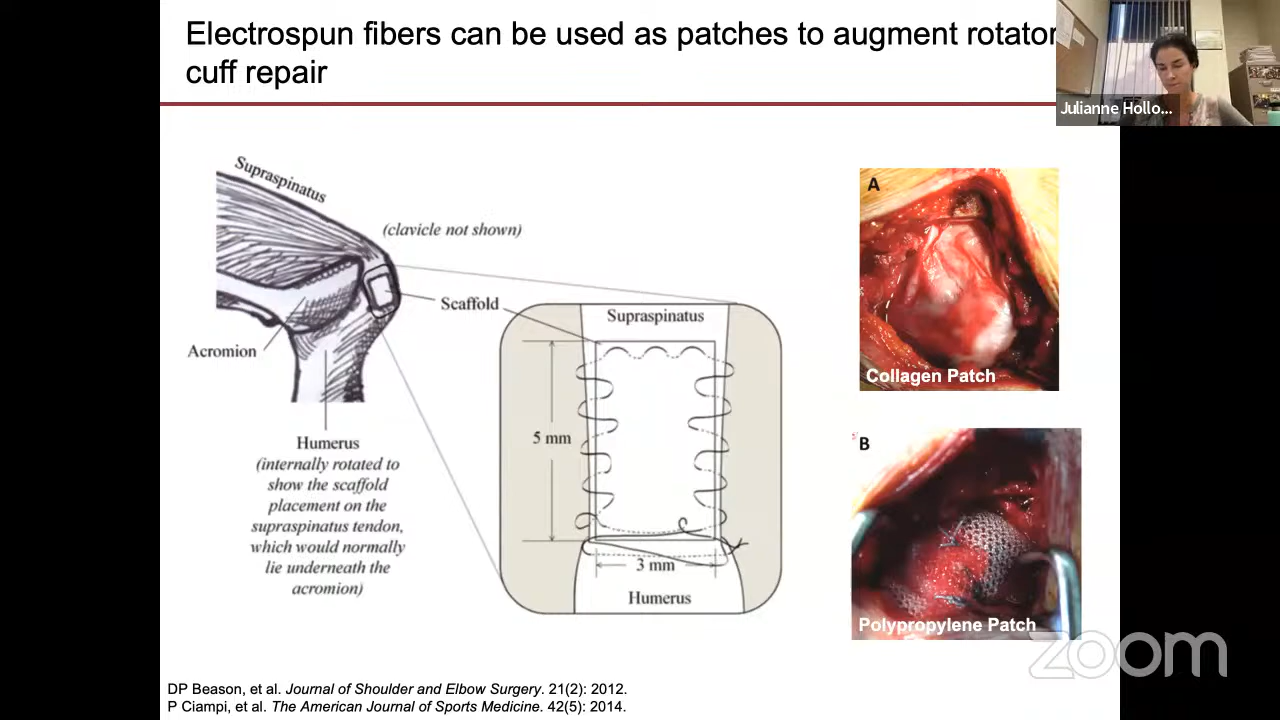 Electrospun fibers can be used as patches to augment rotator
cuff repair
Julianne Hollo...
Supraspinatus
(clavicle not shown)
Scaffold
Acromion
Humerus
(internally rotated to
show the scaffold
placement on the
supraspinatus tendon,
which would normally
lie underneath the
acromion)
Supraspinatus
5 mm
3 mm
Humerus
A
Collagen Patch
B
Polypropylene Patch
zoom
DP Beason, et al. Journal of Shoulder and Elbow Surgery. 21(2): 2012.
P Ciampi, et al. The American Journal of Sports Medicine. 42(5): 2014.